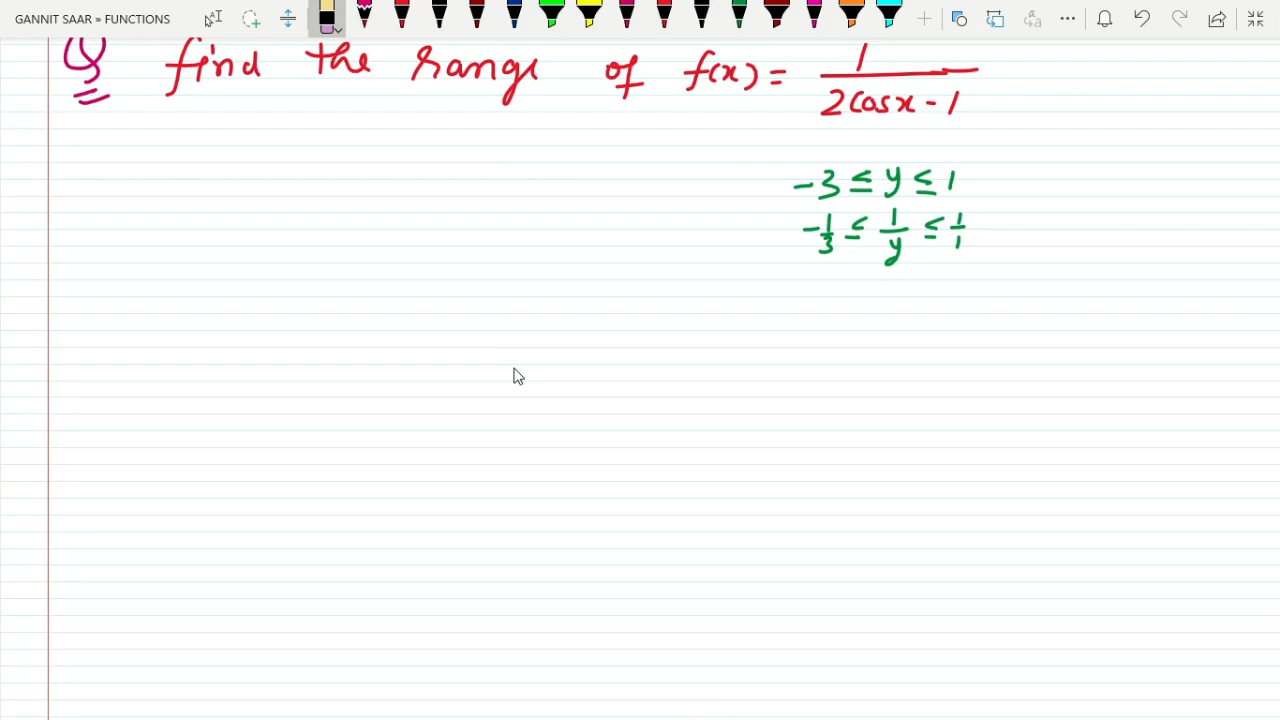 GANNIT SAAR » FUNCTIONS
Q find the range of f(x) = 1/(2cosx - 1)
-3 ≤ y ≤ 1
-1/3 ≤ 1/y ≤ 1/1